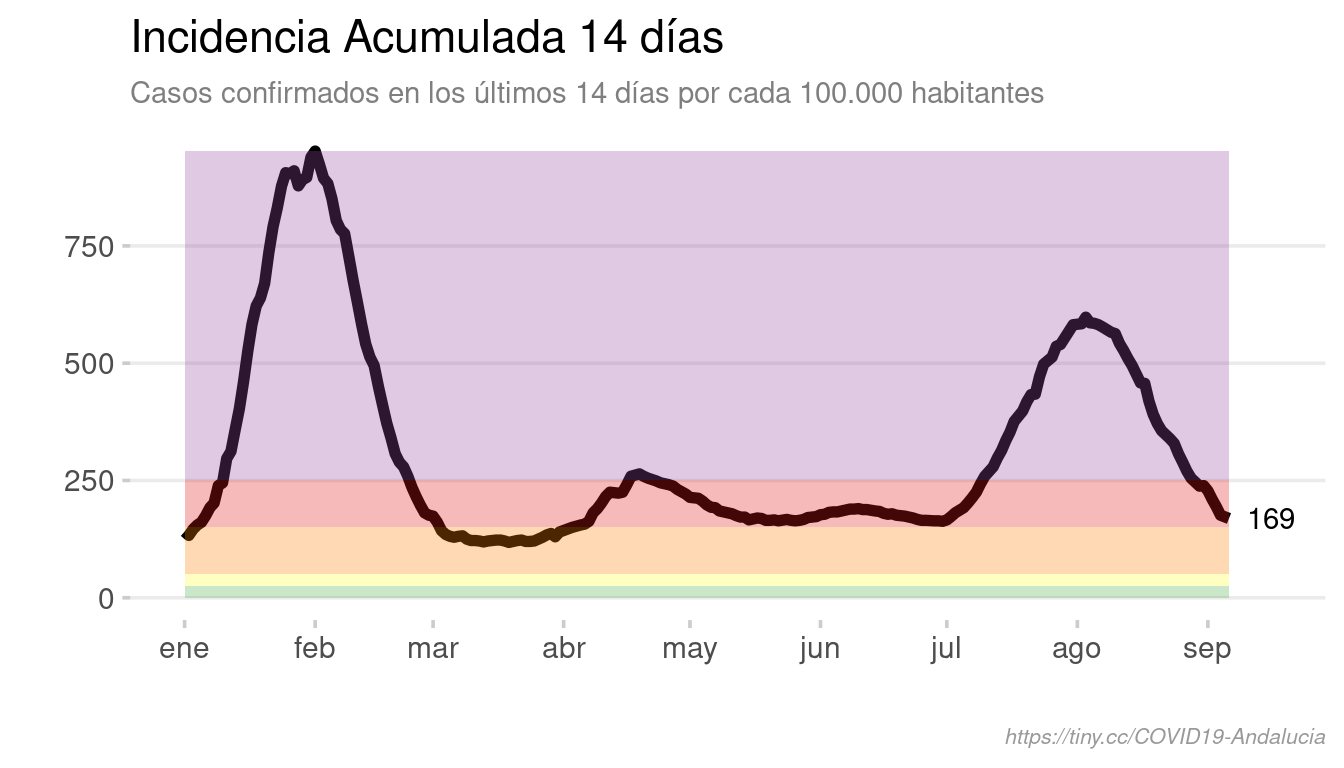 Incidencia Acumulada 14 días
Casos confirmados en los últimos 14 días por cada 100.000 habitantes
750
500
250
0
169
ene feb mar abr may jun jul ago sep
https://tiny.cc/COVID19-Andalucia